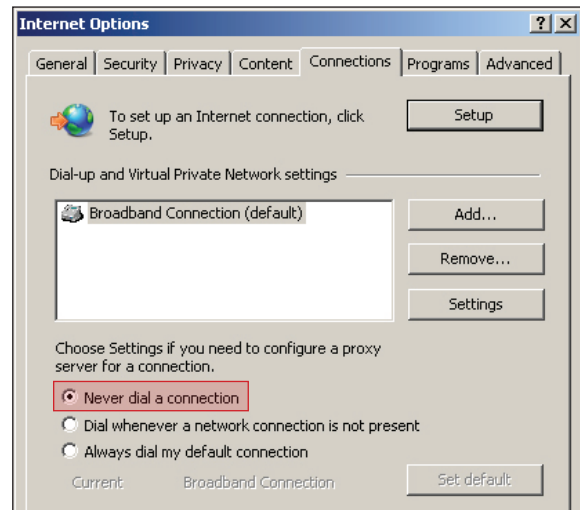 Internet Options
General Security Privacy Content Connections Programs Advanced
To set up an Internet connection, click
Setup.
Setup
Dial-up and Virtual Private Network settings
Broadband Connection (default)
Add...
Remove...
Settings
Choose Settings if you need to configure a proxy
server for a connection.
Never dial a connection
Dial whenever a network connection is not present
Always dial my default connection
Current Broadband Connection Set default